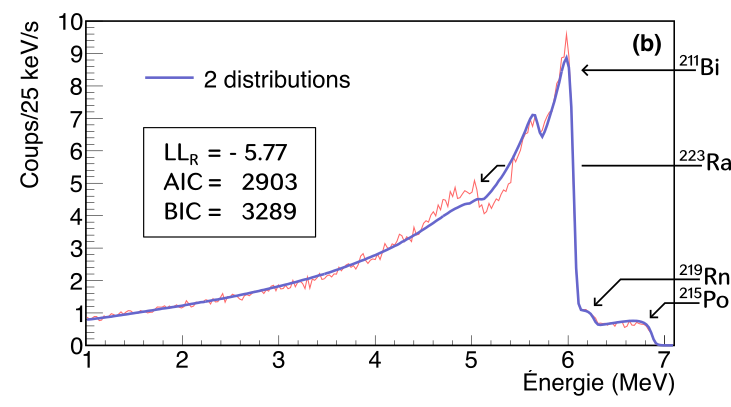 Coups/25 keV/s
10
9
8
7
6
5
4
3
2
1
0
(b)
2 distributions
LL_R = - 5.77
AIC = 2903
BIC = 3289
²¹¹Bi
²²³Ra
²¹⁹Rn
²¹⁵Po
1 2 3 4 5 6 7
Énergie (MeV)